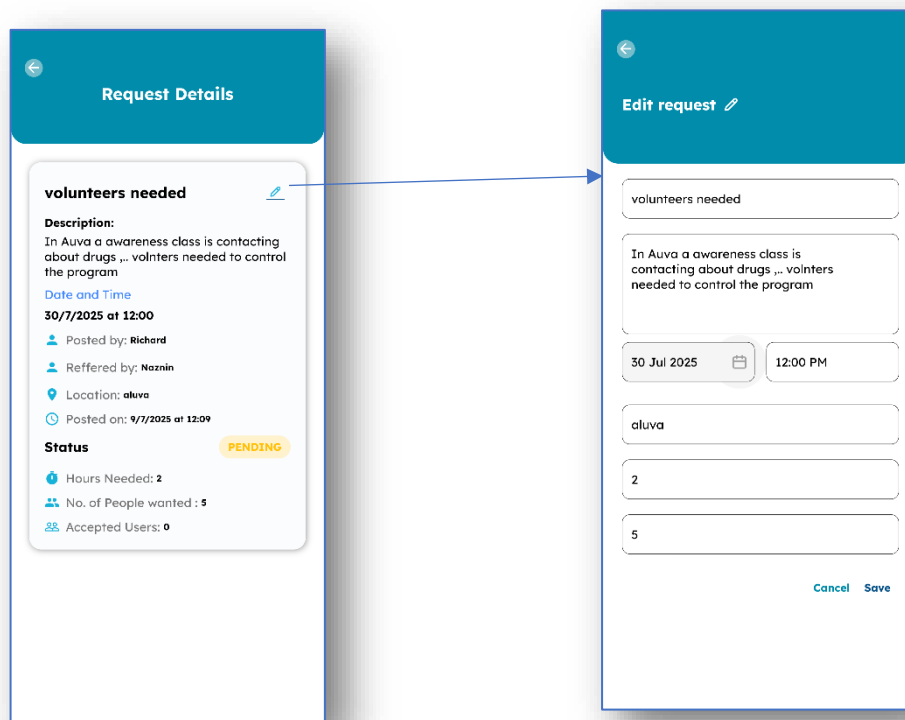 Request Details
volunteers needed
Description:
In Auva a awareness class is contacting
about drugs ,.. volnters needed to control
the program
Date and Time
30/7/2025 at 12:00
Posted by: Richard
Reffered by: Naznin
Location: aluva
Posted on: 9/7/2025 at 12:09
Status PENDING
Hours Needed: 2
No. of People wanted : 5
Accepted Users: 0
Edit request
volunteers needed
In Auva a awareness class is
contacting about drugs ,.. volnters
needed to control the program
30 Jul 2025 12:00 PM
aluva
2
5
Cancel Save